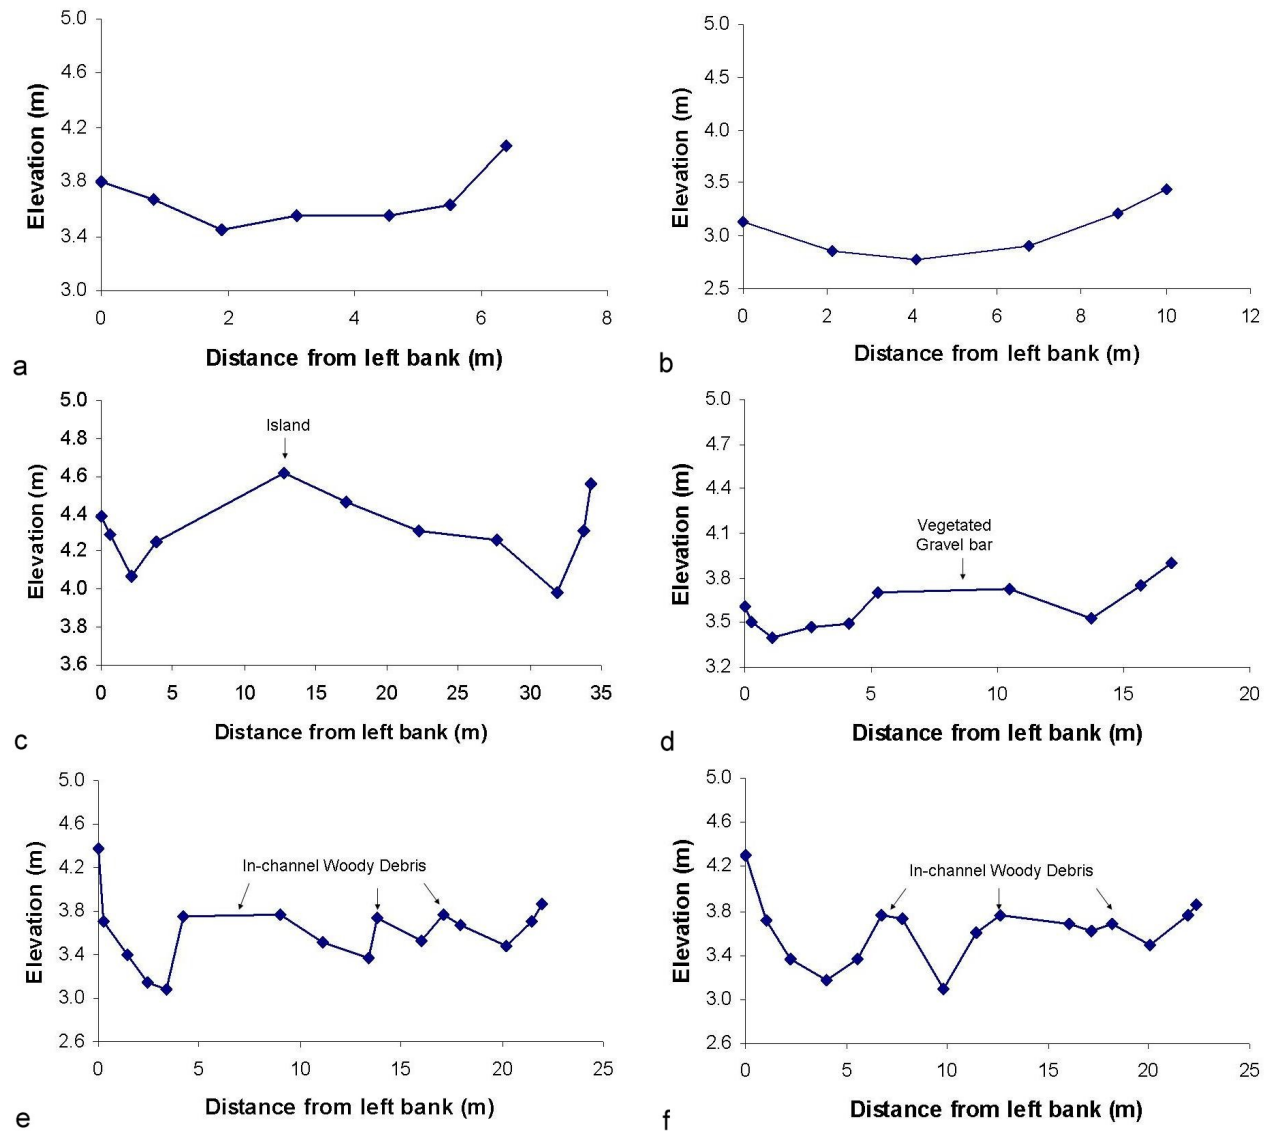 5.0
4.6
4.2
3.8
3.4
3.0
Elevation (m)
0 2 4 6 8
Distance from left bank (m)
a
5.0
4.5
4.0
3.5
3.0
2.5
Elevation (m)
0 2 4 6 8 10 12
Distance from left bank (m)
b
5.0
4.8
4.6
4.4
4.2
4.0
3.8
3.6
Elevation (m)
Island
0 5 10 15 20 25 30 35
Distance from left bank (m)
c
5.0
4.7
4.4
4.1
3.8
3.5
3.2
Elevation (m)
Vegetated
Gravel bar
0 5 10 15 20
Distance from left bank (m)
d
5.0
4.6
4.2
3.8
3.4
3.0
2.6
Elevation (m)
In-channel Woody Debris
0 5 10 15 20 25
Distance from left bank (m)
e
5.0
4.6
4.2
3.8
3.4
3.0
2.6
Elevation (m)
In-channel Woody Debris
0 5 10 15 20 25
Distance from left bank (m)
f